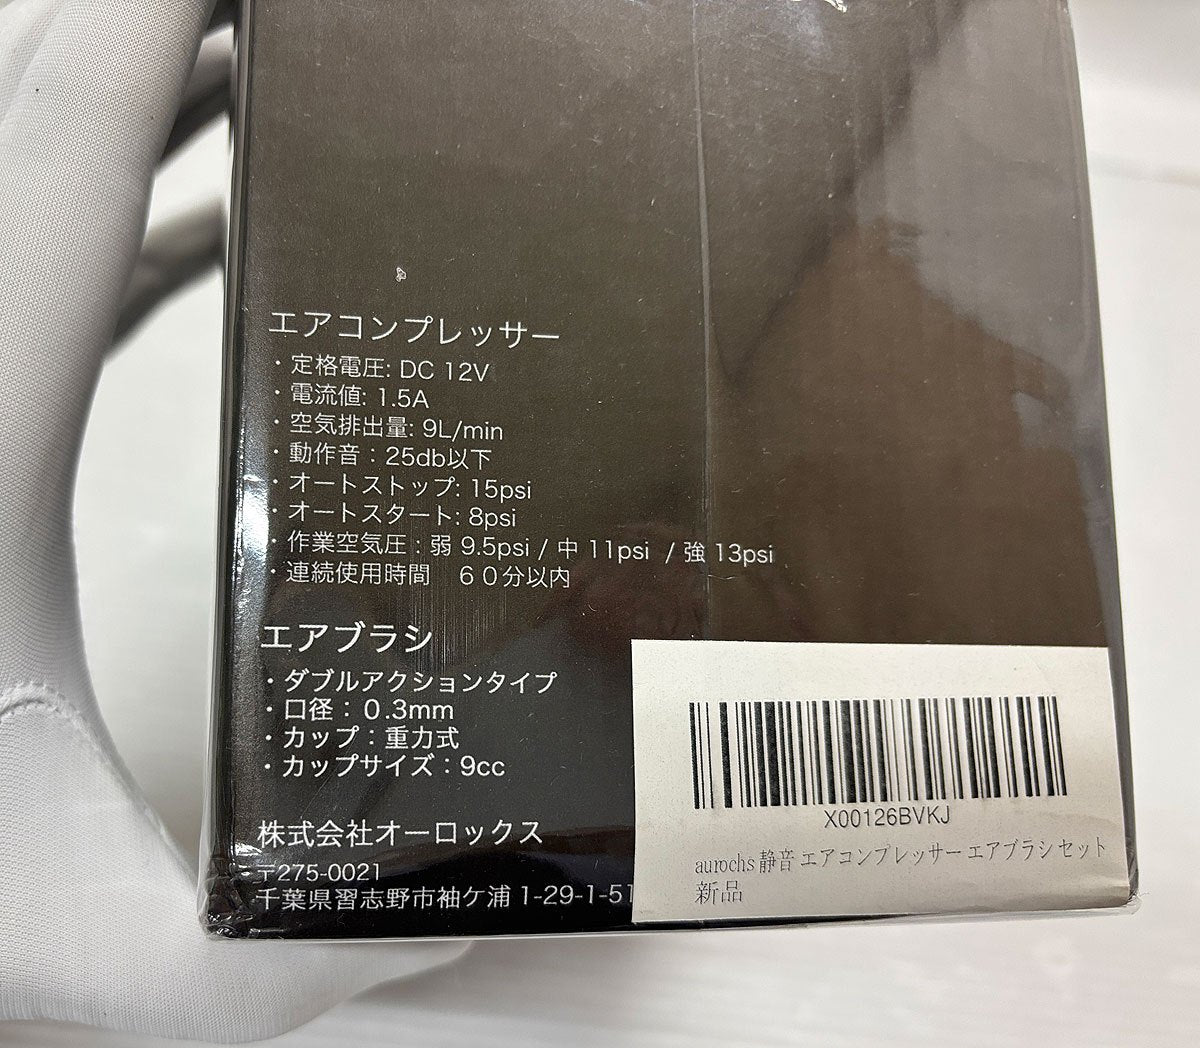 エアコンプレッサー
・定格電圧: DC 12V
・電流値: 1.5A
・空気排出量: 9L/min
・動作音：25db以下
・オートストップ: 15psi
・オートスタート: 8psi
・作業空気圧：弱 9.5psi / 中 11psi / 強 13psi
・連続使用時間　６０分以内
エアブラシ
・ダブルアクションタイプ
・口径：０.3mm
・カップ：重力式
・カップサイズ：9cc
株式会社オーロックス
〒275-0021
千葉県習志野市袖ケ浦 1-29-1-51
X00126BVKJ
aurochs 静音 エアコンプレッサー エアブラシ セット
新品